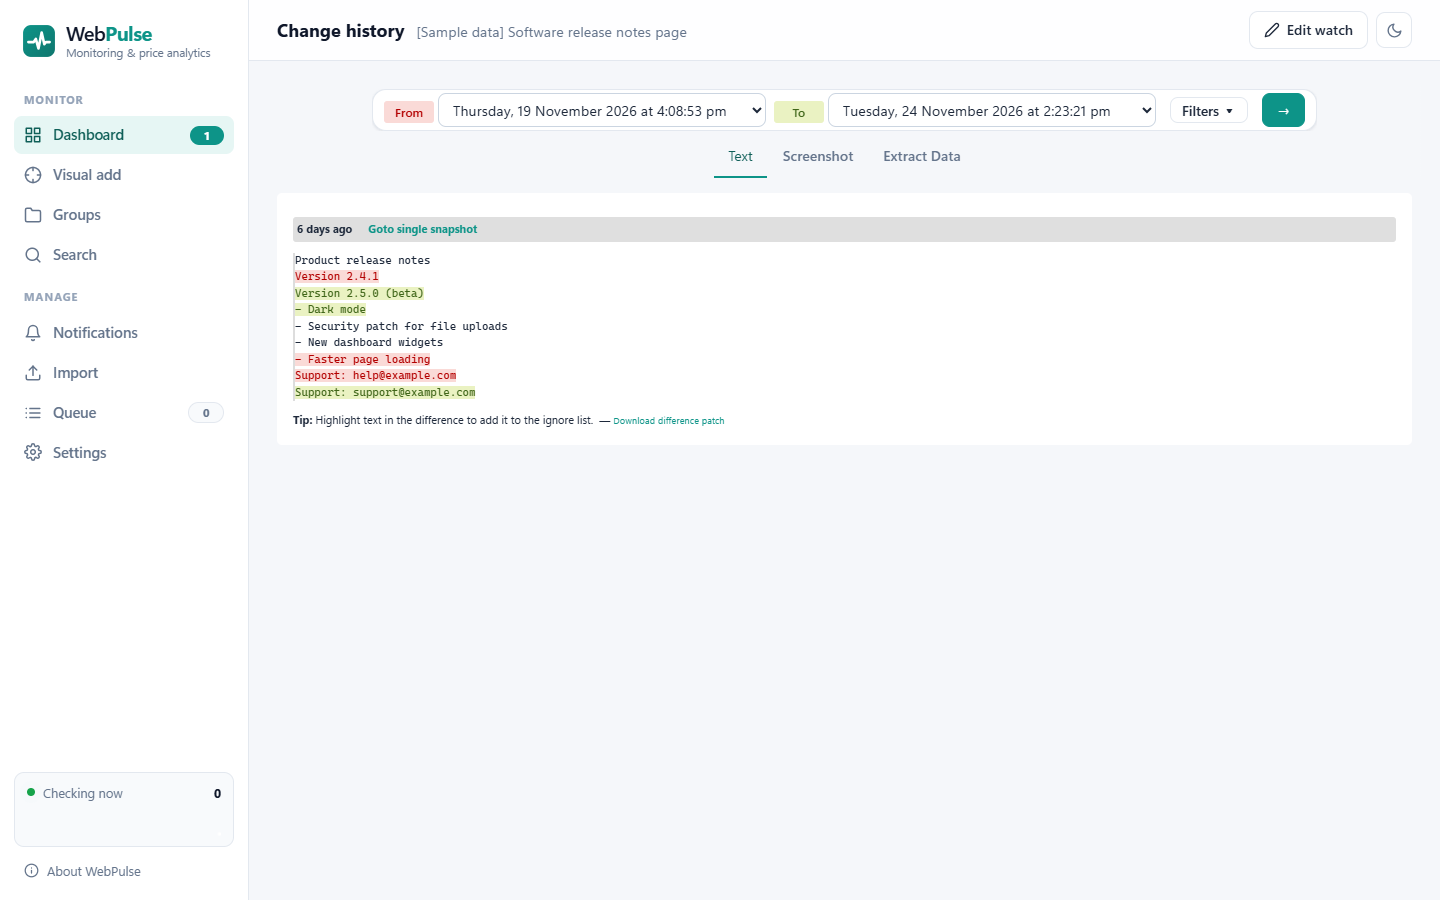 WebPulse
Monitoring & price analytics
MONITOR
Dashboard 1
Visual add
Groups
Search
MANAGE
Notifications
Import
Queue 0
Settings
Checking now 0
About WebPulse
Change history [Sample data] Software release notes page
Edit watch
From Thursday, 19 November 2026 at 4:08:53 pm To Tuesday, 24 November 2026 at 2:23:21 pm Filters ▾ →
Text Screenshot Extract Data
6 days ago Goto single snapshot
Product release notes
Version 2.4.1
Version 2.5.0 (beta)
- Dark mode
- Security patch for file uploads
- New dashboard widgets
- Faster page loading
Support: help@example.com
Support: support@example.com
Tip: Highlight text in the difference to add it to the ignore list. — Download difference patch